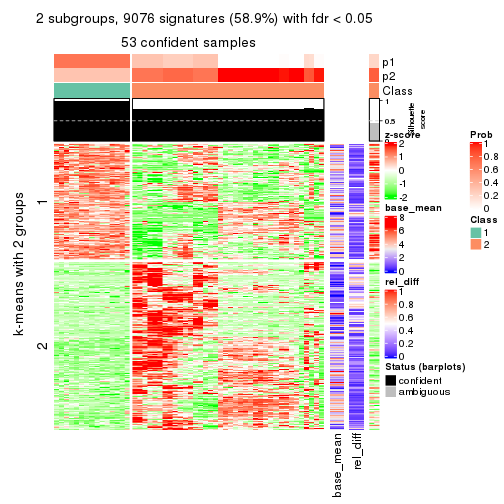 2 subgroups, 9076 signatures (58.9%) with fdr < 0.05
53 confident samples
p1
p2
Class
1
0.5
0
Silhouette
score
k-means with 2 groups
1
2
z-score
2
1
0
-1
-2
base_mean
8
6
4
2
0
rel_diff
1
0.8
0.6
0.4
0.2
0
Status (barplots)
confident
ambiguous
Prob
1
0.8
0.6
0.4
0.2
0
Class
1
2
base_mean
rel_diff